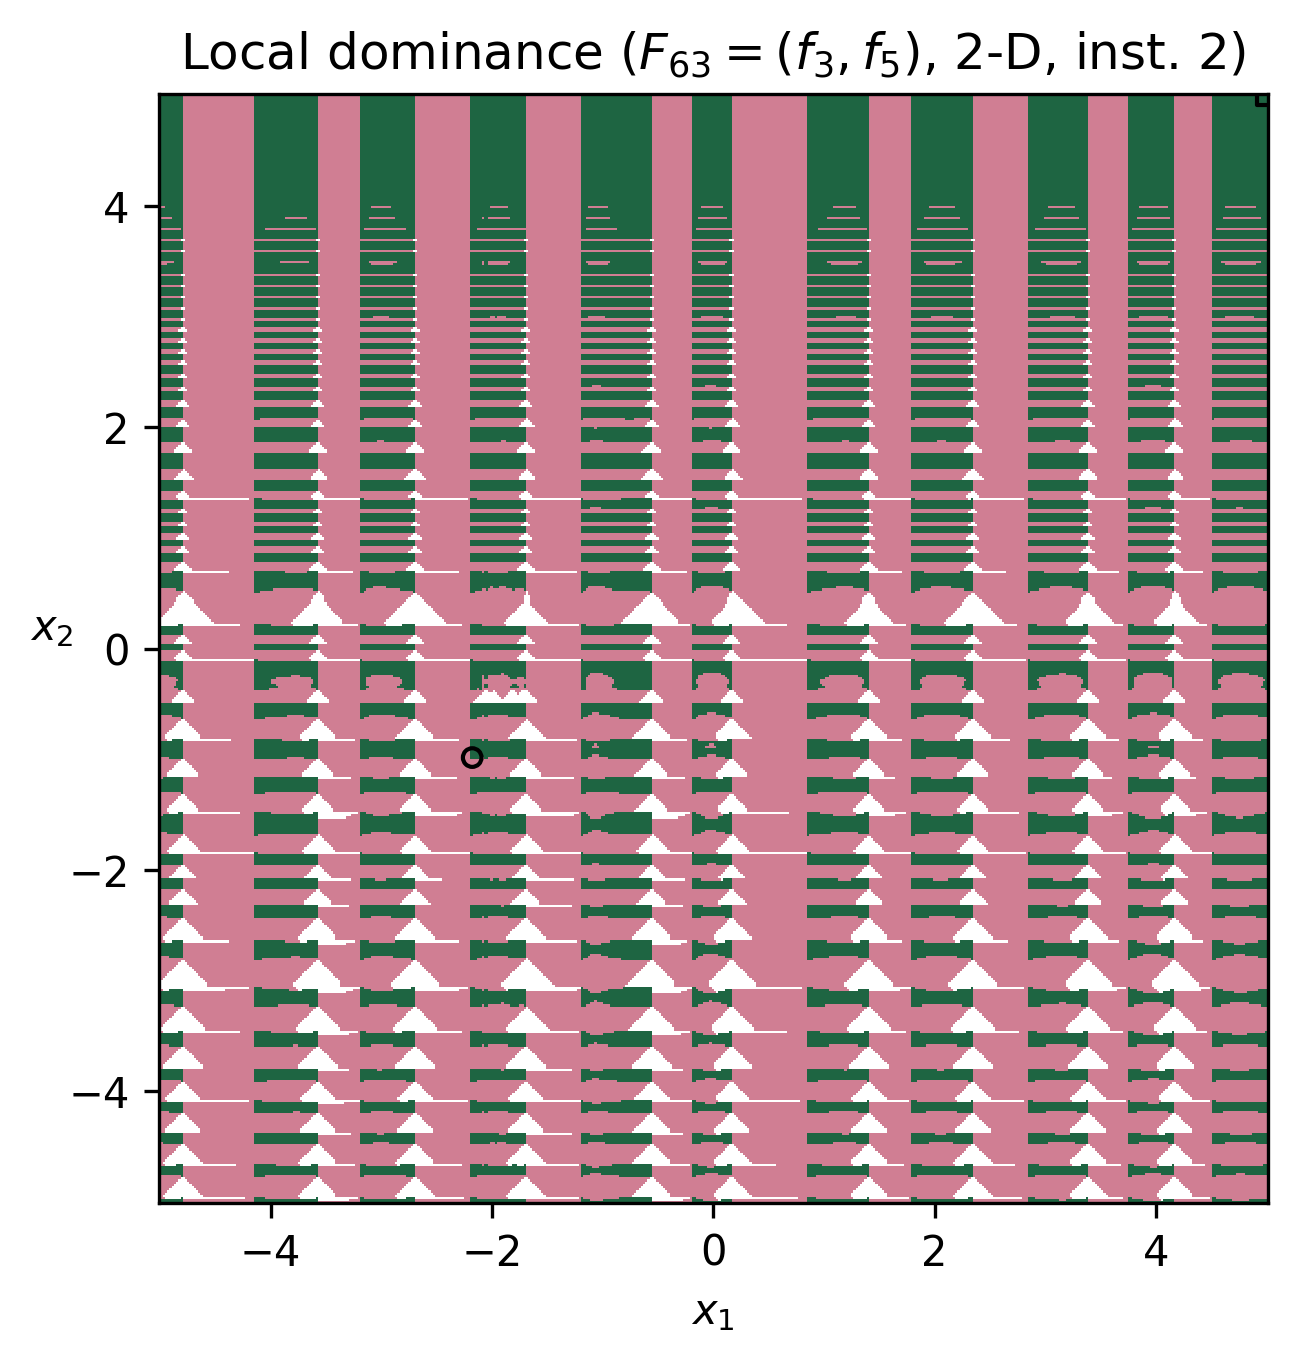 Local dominance (F₆₃ = (f₃, f₅), 2-D, inst. 2)
4
2
x₂
0
−2
−4
−4 −2 0 2 4
x₁